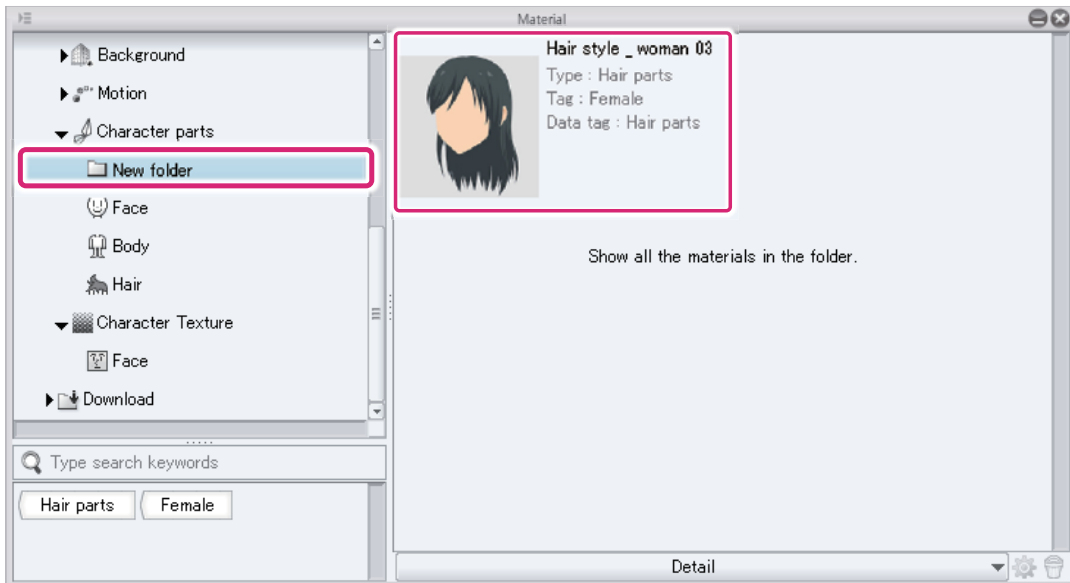 Material
Background
Motion
Character parts
New folder
Face
Body
Hair
Character Texture
Face
Download
Type search keywords
Hair parts
Female
Hair style _ woman 03
Type : Hair parts
Tag : Female
Data tag : Hair parts
Show all the materials in the folder.
Detail